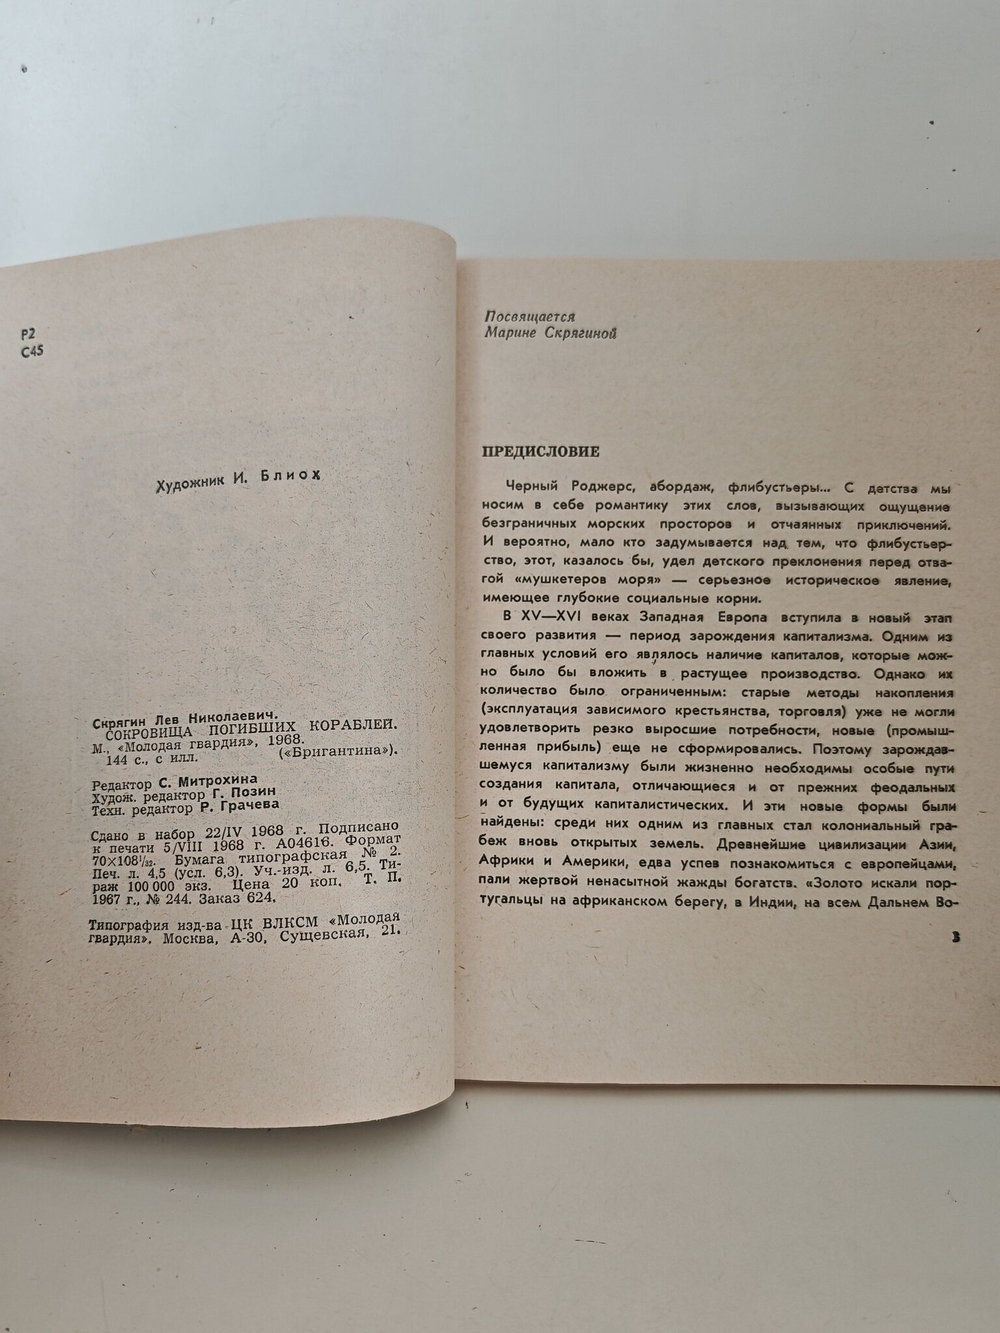 Р2
С45
Художник И. Блиох
Скрягин Лев Николаевич.
СОКРОВИЩА ПОГИБШИХ КОРАБЛЕЙ.
М., «Молодая гвардия», 1968.
144 с., с илл. («Бригантина»).
Редактор С. Митрохина
Худож. редактор Г. Позин
Техн. редактор Р. Грачева
Сдано в набор 22/IV 1968 г. Подписано
к печати 5/VIII 1968 г. А04616. Формат
70×108¹/₃₂. Бумага типографская № 2.
Печ. л. 4,5 (усл. 6,3). Уч.-изд. л. 6,5. Ти-
раж 100 000 экз. Цена 20 коп. Т. П.
1967 г., № 244. Заказ 624.
Типография изд-ва ЦК ВЛКСМ «Молодая
гвардия». Москва, А-30, Сущевская, 21.
Посвящается
Марине Скрягиной
ПРЕДИСЛОВИЕ
Черный Роджерс, абордаж, флибустьеры... С детства мы
носим в себе романтику этих слов, вызывающих ощущение
безграничных морских просторов и отчаянных приключений.
И вероятно, мало кто задумывается над тем, что флибустьер-
ство, этот, казалось бы, удел детского преклонения перед отва-
гой «мушкетеров моря» — серьезное историческое явление,
имеющее глубокие социальные корни.
В XV—XVI веках Западная Европа вступила в новый этап
своего развития — период зарождения капитализма. Одним из
главных условий его являлось наличие капиталов, которые мож-
но было бы вложить в растущее производство. Однако их
количество было ограниченным: старые методы накопления
(эксплуатация зависимого крестьянства, торговля) уже не могли
удовлетворить резко выросшие потребности, новые (промыш-
ленная прибыль) еще не сформировались. Поэтому зарождав-
шемуся капитализму были жизненно необходимы особые пути
создания капитала, отличающиеся и от прежних феодальных
и от будущих капиталистических. И эти новые формы были
найдены: среди них одним из главных стал колониальный гра-
беж вновь открытых земель. Древнейшие цивилизации Азии,
Африки и Америки, едва успев познакомиться с европейцами,
пали жертвой ненасытной жажды богатств. «Золото искали пор-
тугальцы на африканском берегу, в Индии, на всем Дальнем Во-
3